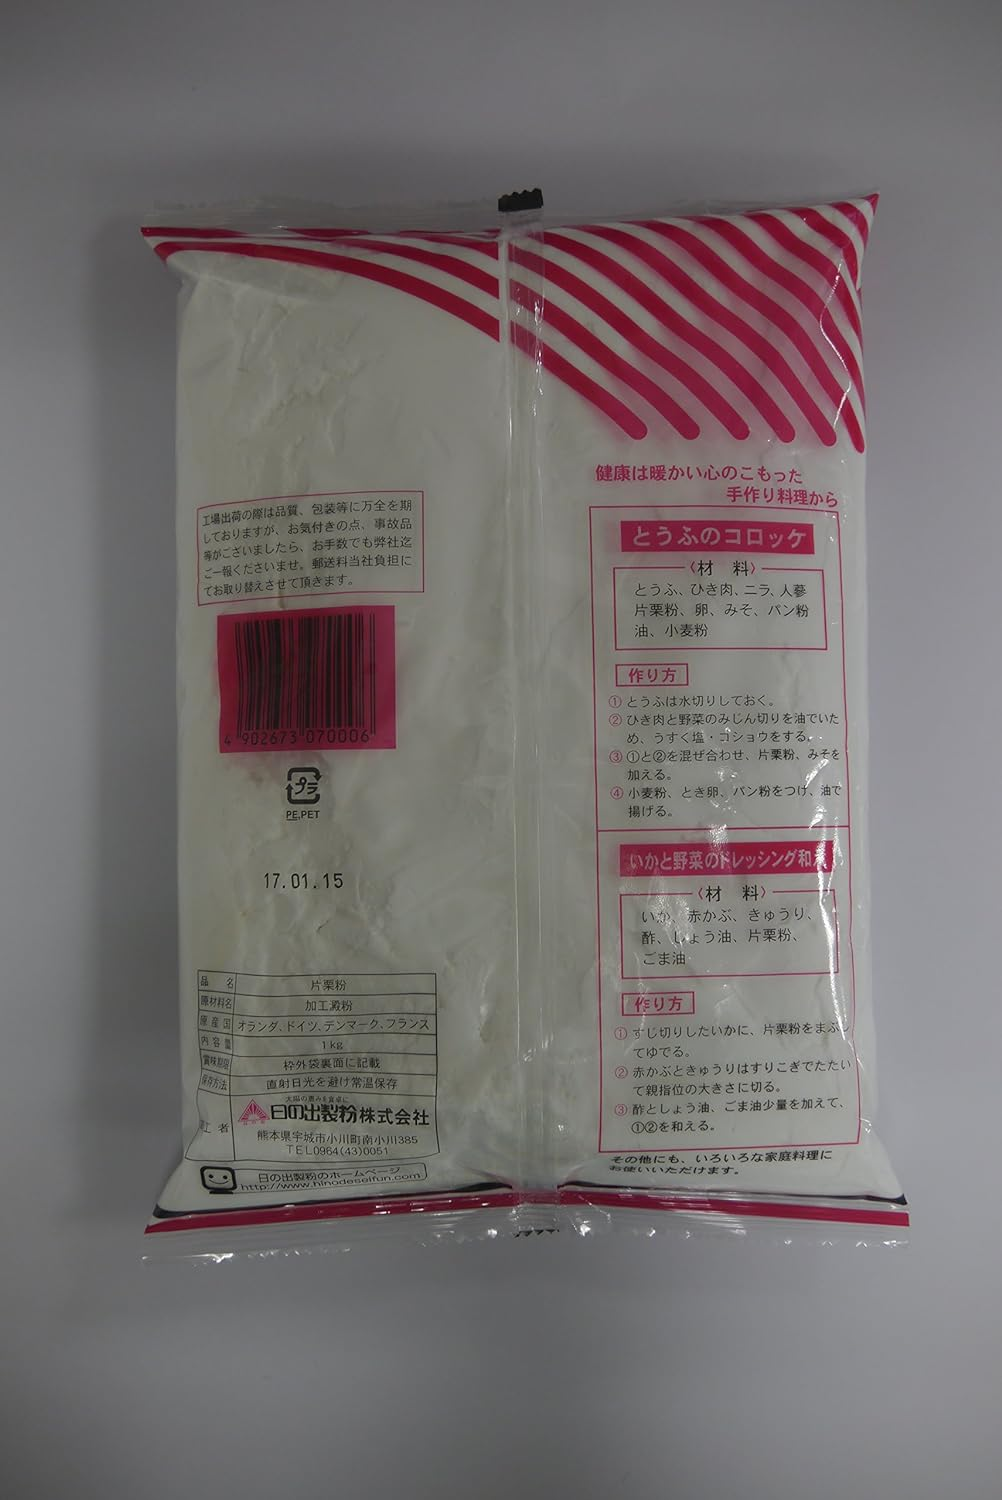 工場出荷の際は品質、包装等に万全を期
しておりますが、お気付きの点、事故品
等がございましたら、お手数でも弊社迄
ご一報くださいませ。郵送料当社負担に
てお取り替えさせて頂きます。
4 902673 070006
プラ
PE.PET
17.01.15
品名 片栗粉
原材料名 加工澱粉
原産国 オランダ、ドイツ、デンマーク、フランス
内容量 1kg
賞味期限 枠外袋裏面に記載
保存方法 直射日光を避け常温保存
太陽の恵みを食卓に
日の出製粉株式会社
工者
熊本県宇城市小川町南小川385
TEL0964(43)0051
日の出製粉のホームページ
http://www.hinodeseifun.com
健康は暖かい心のこもった
手作り料理から
とうふのコロッケ
〈材 料〉
とうふ、ひき肉、ニラ、人蔘
片栗粉、卵、みそ、パン粉
油、小麦粉
作り方
① とうふは水切りしておく。
② ひき肉と野菜のみじん切りを油でいた
め、うすく塩・コショウをする。
③ ①と②を混ぜ合わせ、片栗粉、みそを
加える。
④ 小麦粉、とき卵、パン粉をつけ、油で
揚げる。
いかと野菜のドレッシング和え
〈材 料〉
いか、赤かぶ、きゅうり、
酢、しょう油、片栗粉、
ごま油
作り方
① すじ切りしたいかに、片栗粉をまぶし
てゆでる。
② 赤かぶときゅうりはすりこぎでたたい
て親指位の大きさに切る。
③ 酢としょう油、ごま油少量を加えて、
①②を和える。
その他にも、いろいろな家庭料理に
お使いいただけます。